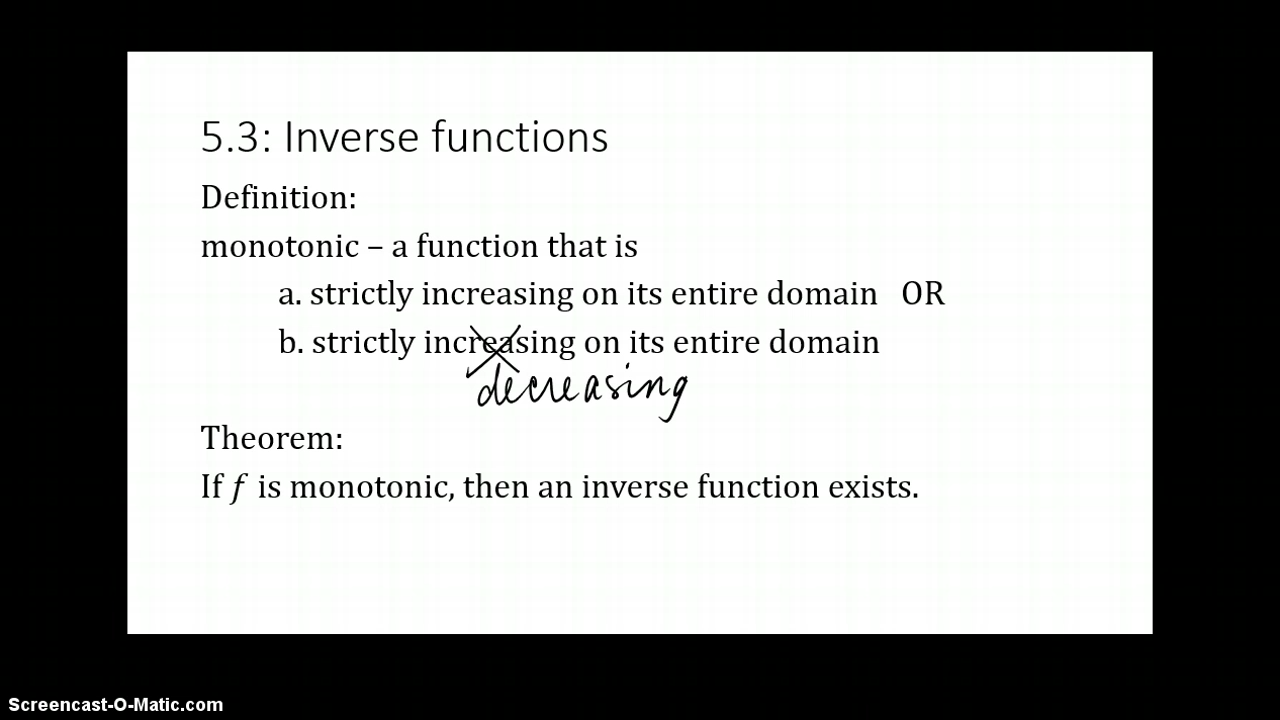 5.3: Inverse functions
Definition:
monotonic – a function that is
a. strictly increasing on its entire domain OR
b. strictly increasing on its entire domain
decreasing
Theorem:
If f is monotonic, then an inverse function exists.
Screencast-O-Matic.com